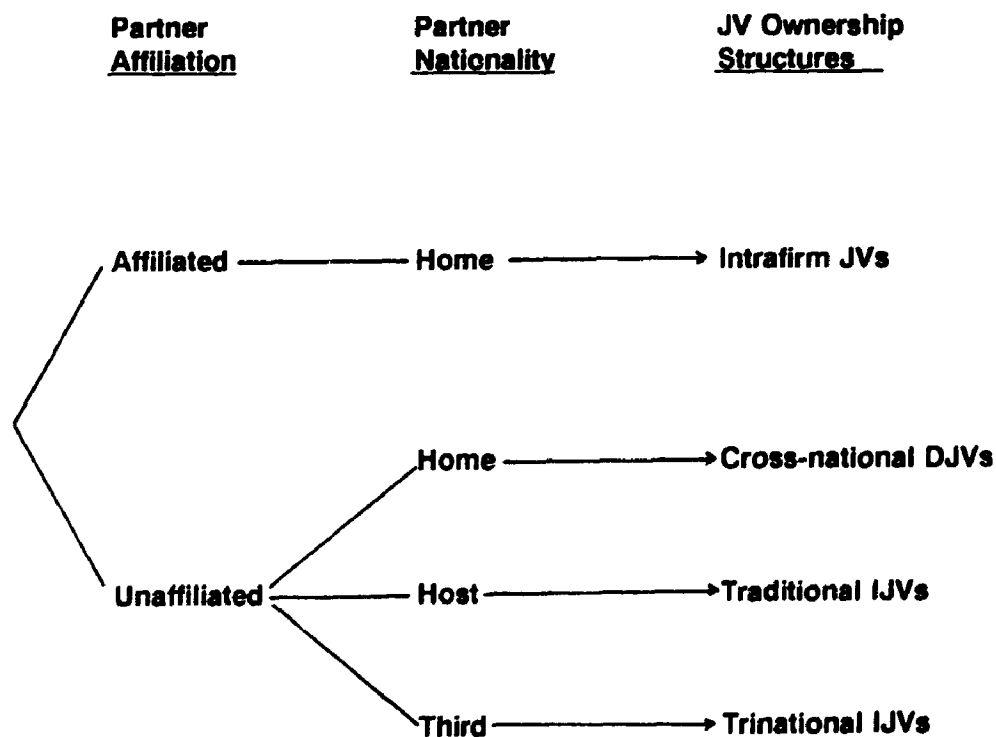 Partner Affiliation
Partner Nationality
JV Ownership Structures
Affiliated
Home
Intrafirm JVs
Home
Cross-national DJVs
Unaffiliated
Host
Traditional IJVs
Third
Trinational IJVs